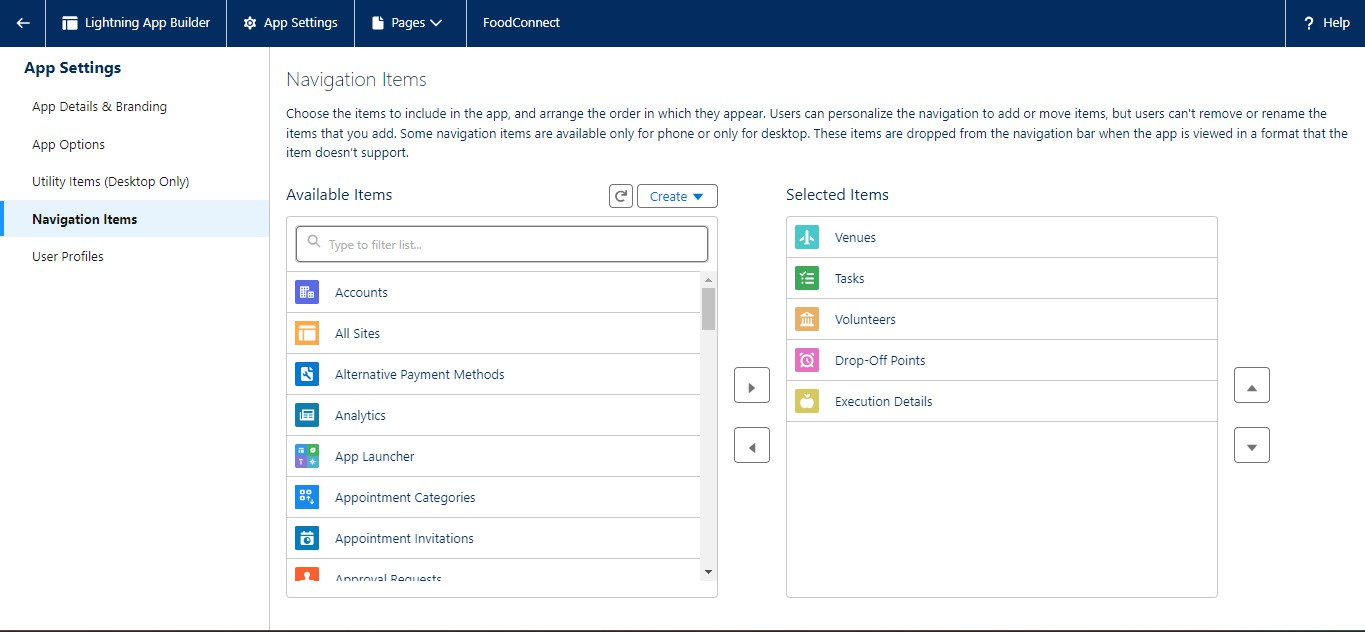 Lightning App Builder
App Settings
Pages
FoodConnect
? Help
App Settings
App Details & Branding
App Options
Utility Items (Desktop Only)
Navigation Items
User Profiles
Navigation Items
Choose the items to include in the app, and arrange the order in which they appear. Users can personalize the navigation to add or move items, but users can't remove or rename the
items that you add. Some navigation items are available only for phone or only for desktop. These items are dropped from the navigation bar when the app is viewed in a format that the
item doesn't support.
Available Items
Create
Type to filter list...
Accounts
All Sites
Alternative Payment Methods
Analytics
App Launcher
Appointment Categories
Appointment Invitations
Approval Requests
Selected Items
Venues
Tasks
Volunteers
Drop-Off Points
Execution Details